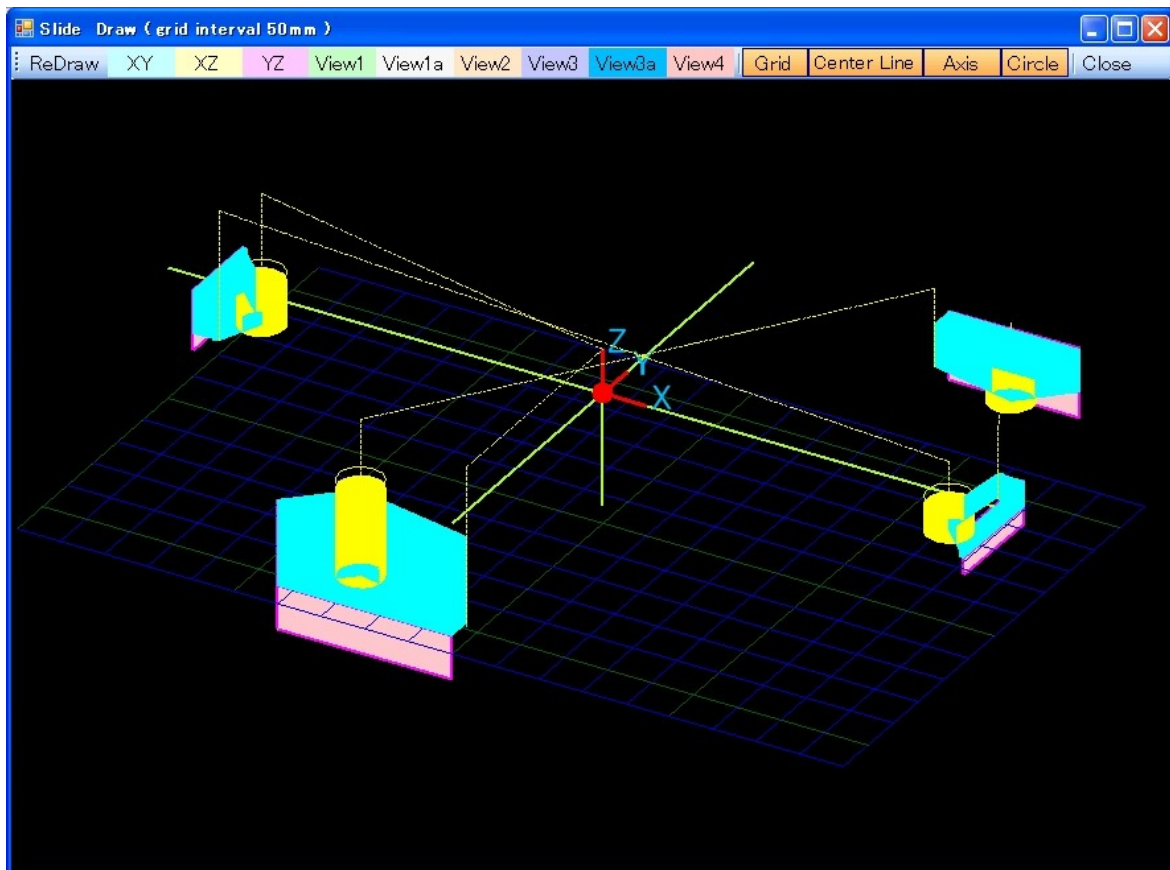 Slide Draw ( grid interval 50mm )
ReDraw XY XZ YZ View1 View1a View2 View3 View3a View4 Grid Center Line Axis Circle Close
Z
Y
X